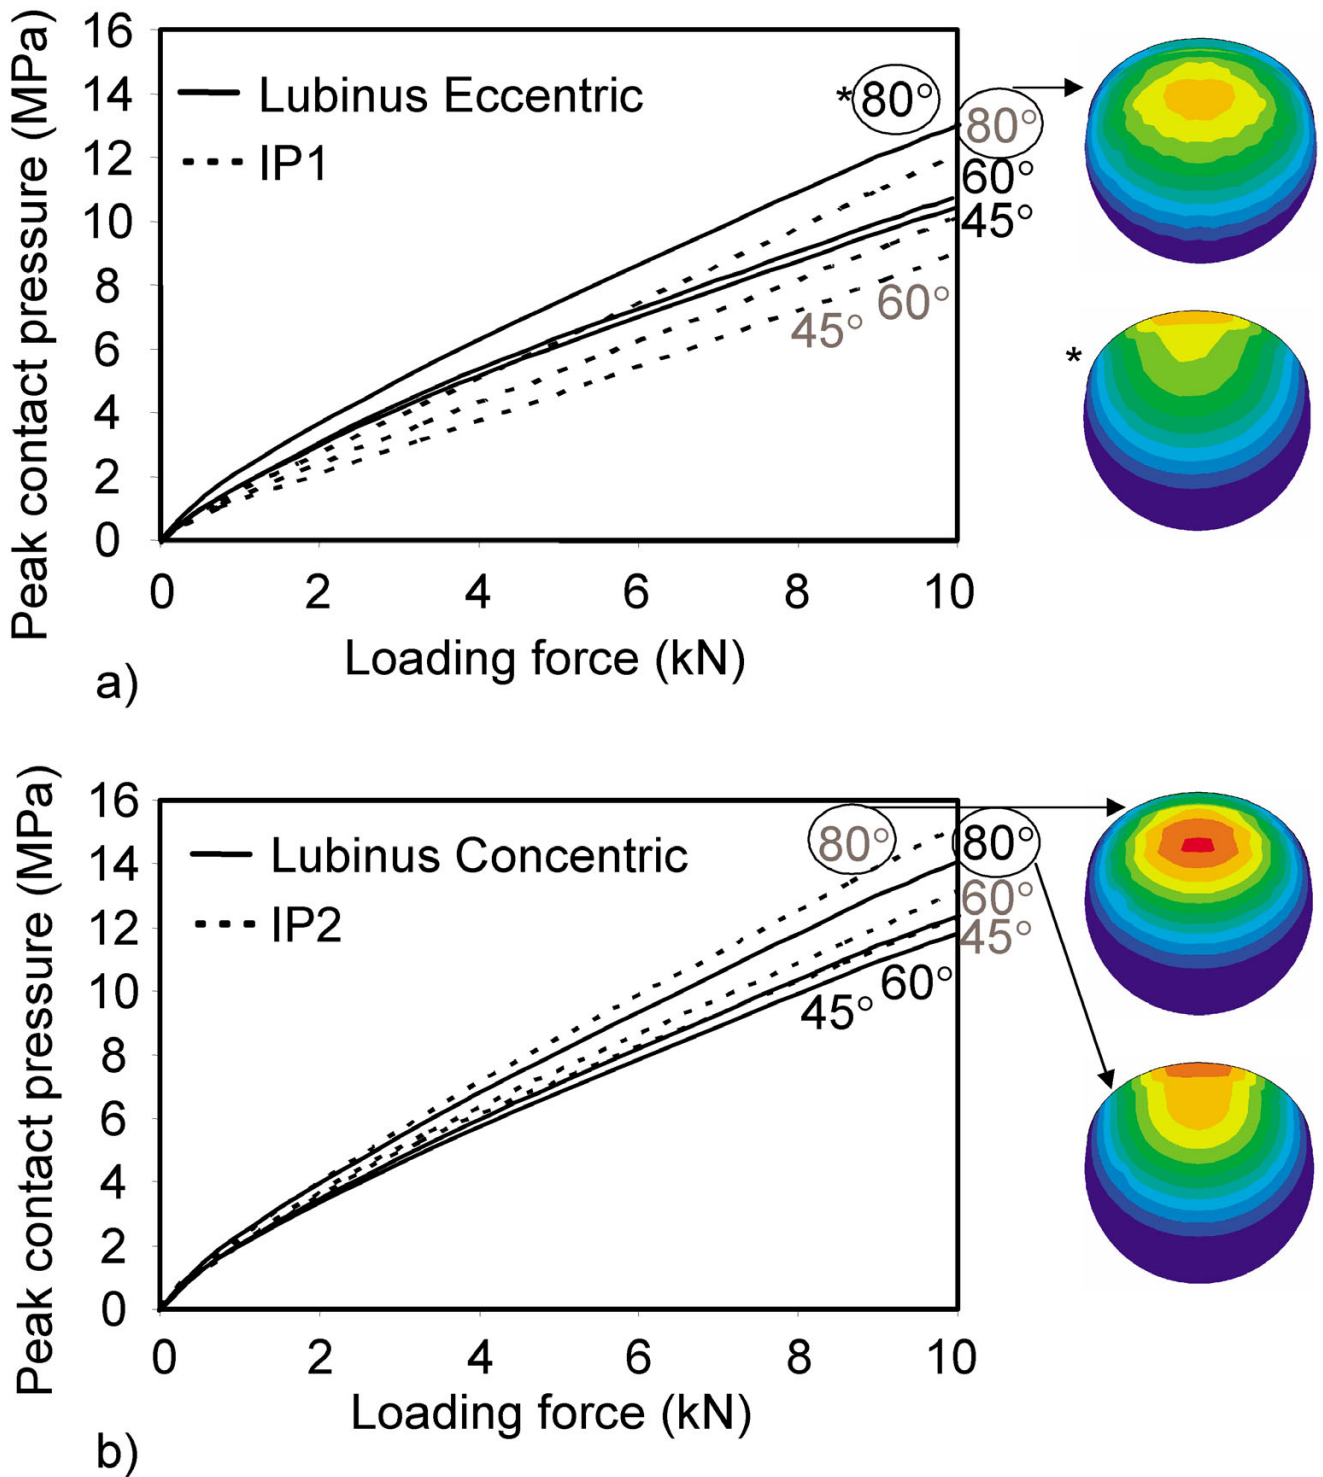 Peak contact pressure (MPa)
16
14
12
10
8
6
4
2
0
Lubinus Eccentric
IP1
*80°
80°
60°
45°
60°
45°
*
0 2 4 6 8 10
Loading force (kN)
a)
Peak contact pressure (MPa)
16
14
12
10
8
6
4
2
0
Lubinus Concentric
IP2
80°
80°
60°
45°
60°
45°
0 2 4 6 8 10
Loading force (kN)
b)